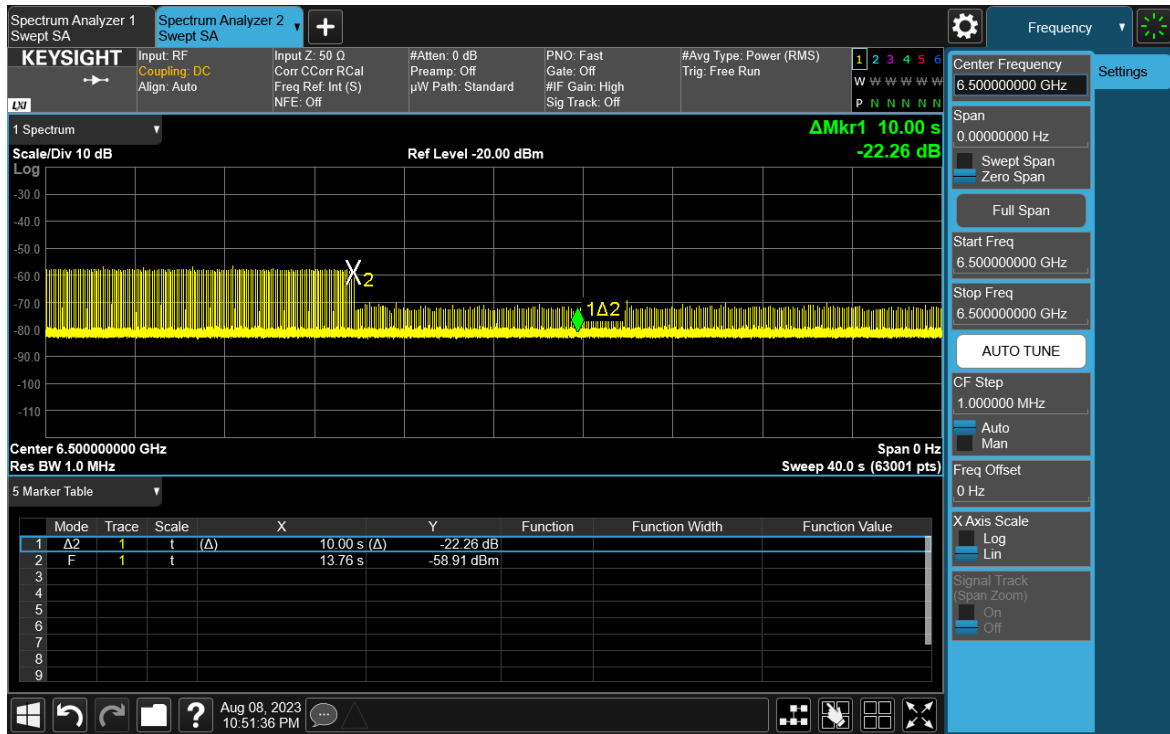 Spectrum Analyzer 1
Swept SA
Spectrum Analyzer 2
Swept SA
Frequency
KEYSIGHT
LXI
Input: RF
Coupling: DC
Align: Auto
Input Z: 50 Ω
Corr CCorr RCal
Freq Ref: Int (S)
NFE: Off
#Atten: 0 dB
Preamp: Off
µW Path: Standard
PNO: Fast
Gate: Off
#IF Gain: High
Sig Track: Off
#Avg Type: Power (RMS)
Trig: Free Run
1 2 3 4 5 6
W W W W W W
P N N N N N
1 Spectrum
ΔMkr1 10.00 s
Scale/Div 10 dB
Ref Level -20.00 dBm
-22.26 dB
Log
-30.0
-40.0
-50.0
-60.0
-70.0
-80.0
-90.0
-100
-110
X2
1Δ2
Center 6.500000000 GHz
Span 0 Hz
Res BW 1.0 MHz
Sweep 40.0 s (63001 pts)
5 Marker Table
Mode Trace Scale X Y Function Function Width Function Value
1 Δ2 1 t (Δ) 10.00 s (Δ) -22.26 dB
2 F 1 t 13.76 s -58.91 dBm
3
4
5
6
7
8
9
Aug 08, 2023
10:51:36 PM
Center Frequency
6.500000000 GHz
Settings
Span
0.00000000 Hz
Swept Span
Zero Span
Full Span
Start Freq
6.500000000 GHz
Stop Freq
6.500000000 GHz
AUTO TUNE
CF Step
1.000000 MHz
Auto
Man
Freq Offset
0 Hz
X Axis Scale
Log
Lin
Signal Track
(Span Zoom)
On
Off